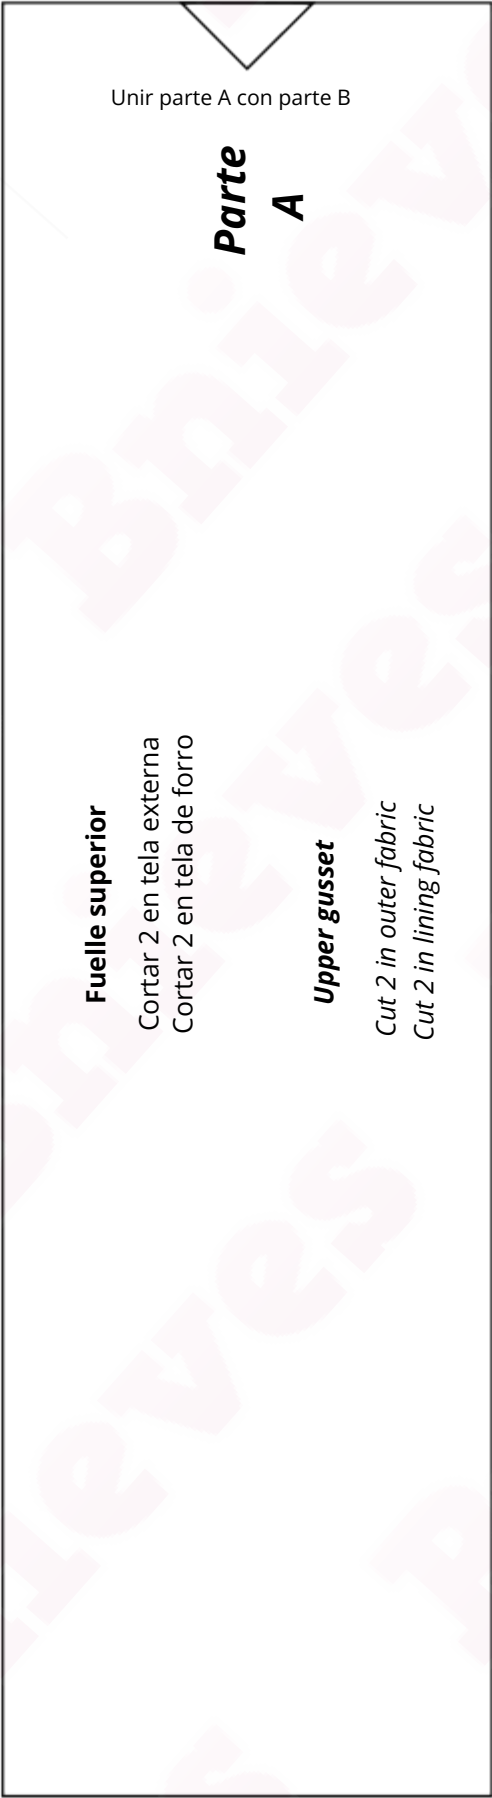 Unir parte A con parte B
Parte
A
Fuelle superior
Cortar 2 en tela externa
Cortar 2 en tela de forro
Upper gusset
Cut 2 in outer fabric
Cut 2 in lining fabric
Bnieves